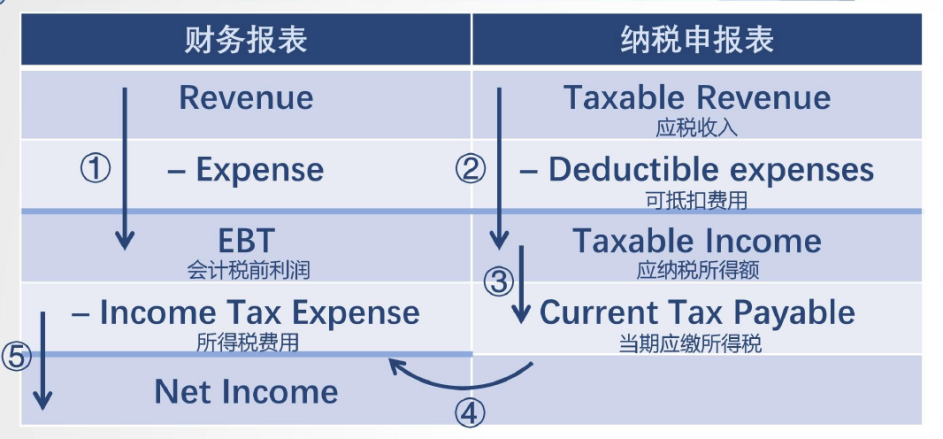 财务报表
纳税申报表
Revenue
Taxable Revenue
应税收入
①
– Expense
②
– Deductible expenses
可抵扣费用
EBT
会计税前利润
Taxable Income
应纳税所得额
③
– Income Tax Expense
所得税费用
Current Tax Payable
当期应缴所得税
⑤
Net Income
④